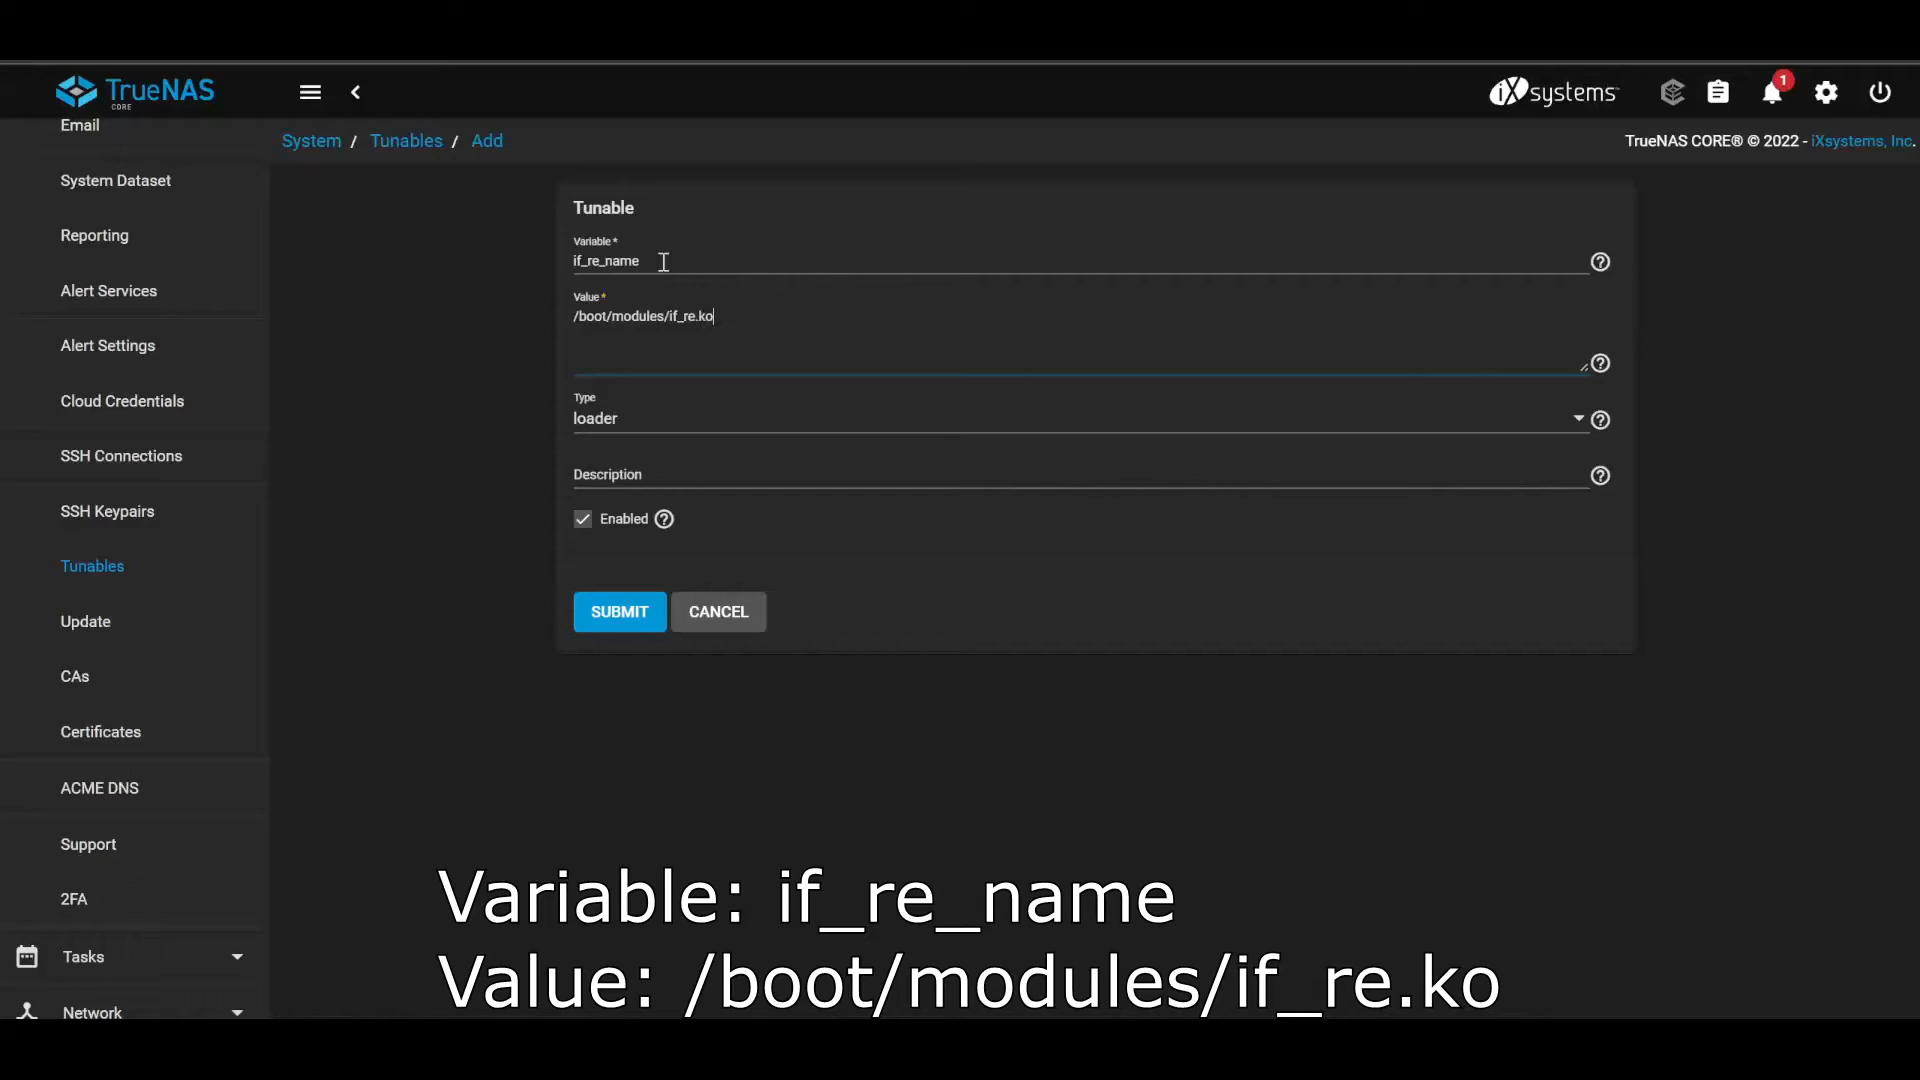 TrueNAS
CORE
iXsystems
1
Email
System / Tunables / Add
TrueNAS CORE® © 2022 - iXsystems, Inc.
System Dataset
Reporting
Alert Services
Alert Settings
Cloud Credentials
SSH Connections
SSH Keypairs
Tunables
Update
CAs
Certificates
ACME DNS
Support
2FA
Tasks
Network
Tunable
Variable *
if_re_name
Value *
/boot/modules/if_re.ko
Type
loader
Description
Enabled
SUBMIT
CANCEL
Variable: if_re_name
Value: /boot/modules/if_re.ko